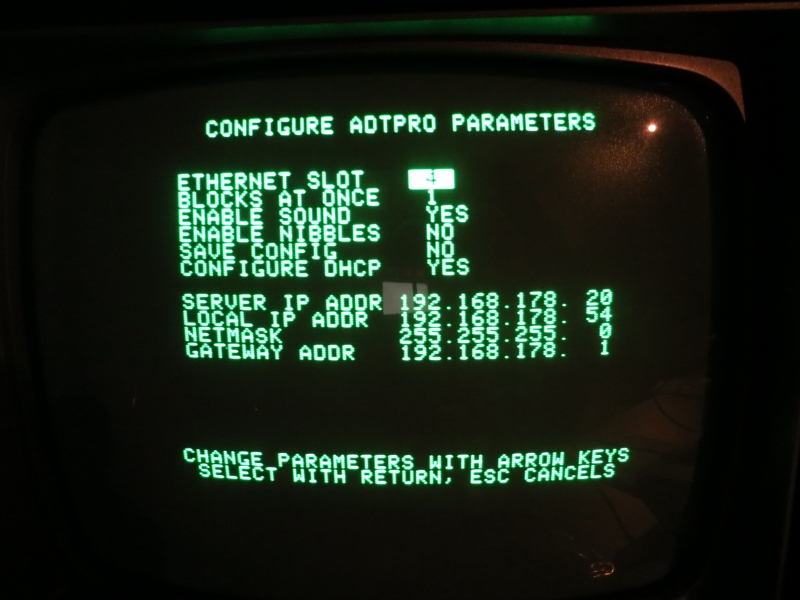 CONFIGURE ADTPRO PARAMETERS
ETHERNET SLOT
BLOCKS AT ONCE 1
ENABLE SOUND YES
ENABLE NIBBLES NO
SAVE CONFIG NO
CONFIGURE DHCP YES
SERVER IP ADDR 192.168.178. 20
LOCAL IP ADDR 192.168.178. 54
NETMASK 255.255.255. 0
GATEWAY ADDR 192.168.178. 1
CHANGE PARAMETERS WITH ARROW KEYS
SELECT WITH RETURN, ESC CANCELS